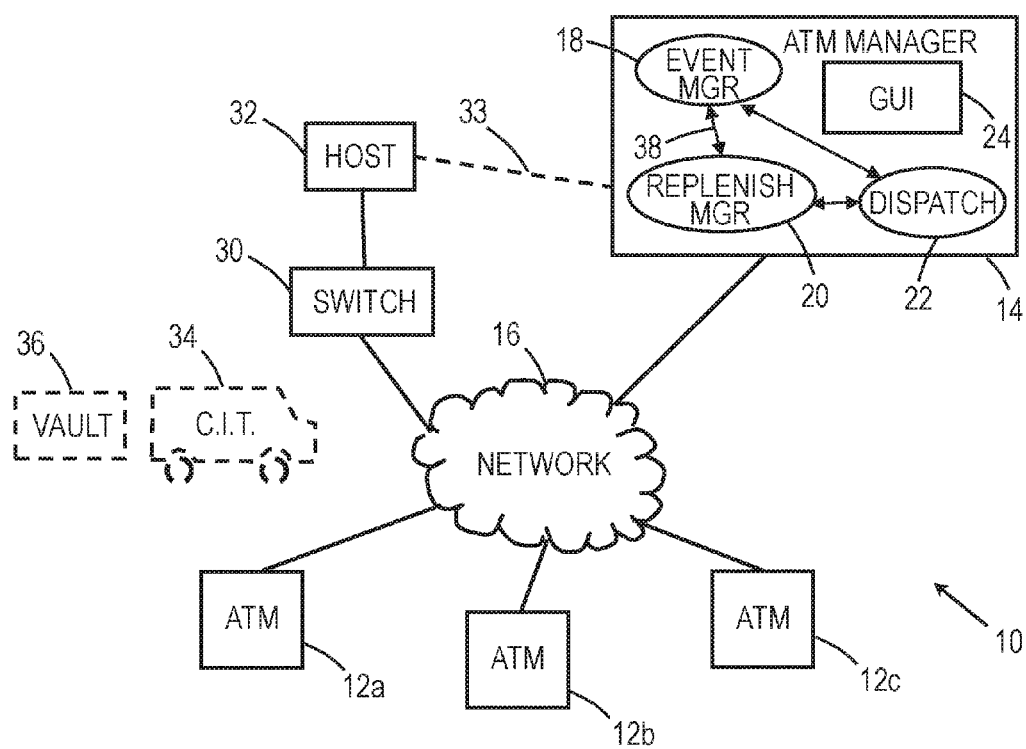 18
ATM MANAGER
EVENT
MGR
GUI
24
32
33
HOST
38
REPLENISH
MGR
DISPATCH
30
SWITCH
20
22
14
36
34
16
VAULT
C.I.T.
NETWORK
ATM
ATM
ATM
10
12a
12c
12b